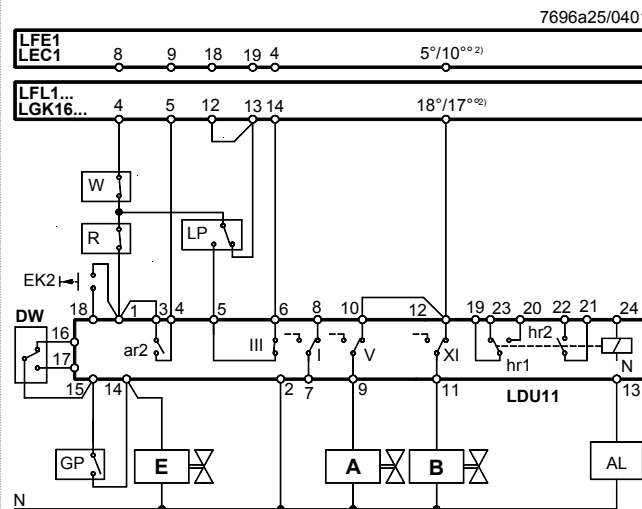 7696a25/0401
LFE1
LEC1
8 9 18 19 4 5°/10°° 2)
LFL1...
LGK16...
4 5 12 13 14 18°/17°° 2)
W
R
LP
EK2
18 1 3 4 5 6 8 10 12 19 23 20 22 21 24
DW
16
17
ar2
III
I
V
XI
hr1
hr2
N
15 14 2 7 9 11 LDU11 13
GP
E
A
B
AL
N